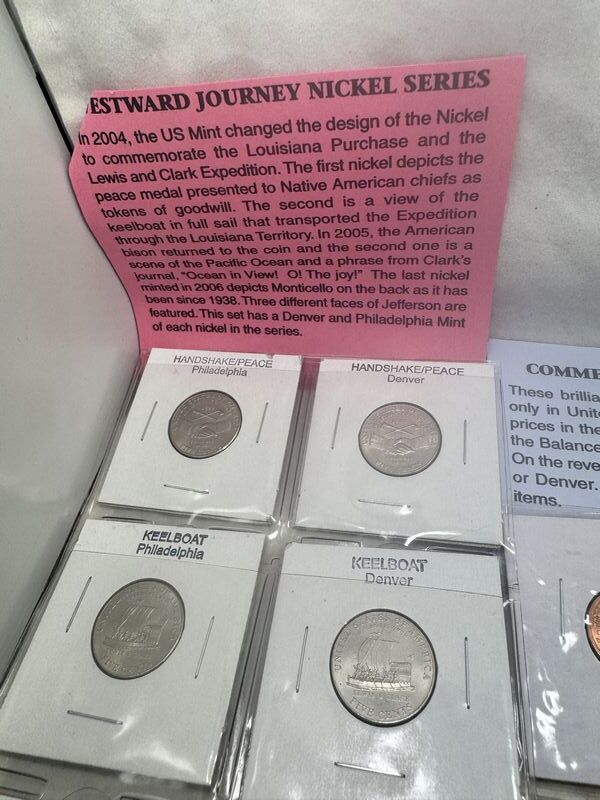 ESTWARD JOURNEY NICKEL SERIES
In 2004, the US Mint changed the design of the Nickel
to commemorate the Louisiana Purchase and the
Lewis and Clark Expedition. The first nickel depicts the
peace medal presented to Native American chiefs as
tokens of goodwill. The second is a view of the
keelboat in full sail that transported the Expedition
through the Louisiana Territory. In 2005, the American
bison returned to the coin and the second one is a
scene of the Pacific Ocean and a phrase from Clark's
journal, "Ocean in View! O! The joy!" The last nickel
minted in 2006 depicts Monticello on the back as it has
been since 1938. Three different faces of Jefferson are
featured. This set has a Denver and Philadelphia Mint
of each nickel in the series.
HANDSHAKE/PEACE
Philadelphia
HANDSHAKE/PEACE
Denver
COMME
These brillia
only in Unit
prices in the
the Balance
On the reve
or Denver.
items.
KEELBOAT
Philadelphia
KEELBOAT
Denver
UNITED STATES OF AMERICA
FIVE CENTS